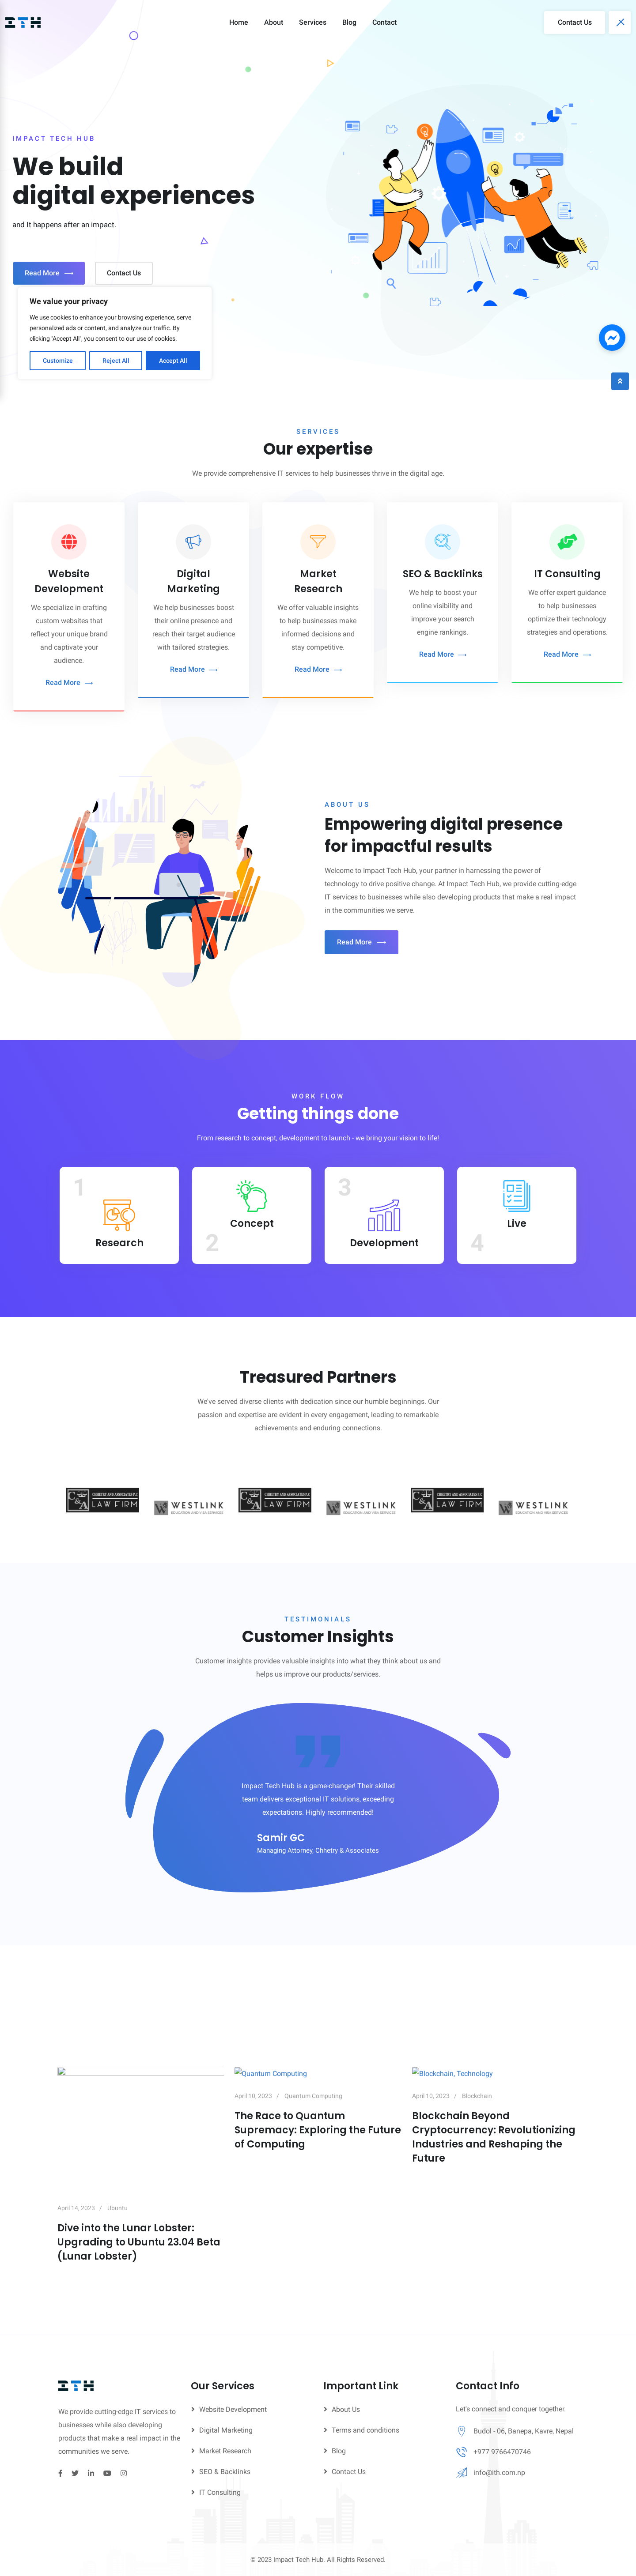 ITH
Home About Services Blog Contact
Contact Us
IMPACT TECH HUB
We build
digital experiences
and It happens after an impact.
Read More
Contact Us
We value your privacy
We use cookies to enhance your browsing experience, serve
personalized ads or content, and analyze our traffic. By
clicking "Accept All", you consent to our use of cookies.
Customize Reject All Accept All
SERVICES
Our expertise
We provide comprehensive IT services to help businesses thrive in the digital age.
Website
Development
We specialize in crafting
custom websites that
reflect your unique brand
and captivate your
audience.
Read More
Digital
Marketing
We help businesses boost
their online presence and
reach their target audience
with tailored strategies.
Read More
Market
Research
We offer valuable insights
to help businesses make
informed decisions and
stay competitive.
Read More
SEO & Backlinks
We help to boost your
online visibility and
improve your search
engine rankings.
Read More
IT Consulting
We offer expert guidance
to help businesses
optimize their technology
strategies and operations.
Read More
ABOUT US
Empowering digital presence
for impactful results
Welcome to Impact Tech Hub, your partner in harnessing the power of
technology to drive positive change. At Impact Tech Hub, we provide cutting-edge
IT services to businesses while also developing products that make a real impact
in the communities we serve.
Read More
WORK FLOW
Getting things done
From research to concept, development to launch - we bring your vision to life!
1
Research
Concept
2
3
Development
Live
4
Treasured Partners
We've served diverse clients with dedication since our humble beginnings. Our
passion and expertise are evident in every engagement, leading to remarkable
achievements and enduring connections.
C&A CHHETRY AND ASSOCIATES P.C
LAW FIRM
WESTLINK
EDUCATION AND VISA SERVICES
C&A CHHETRY AND ASSOCIATES P.C
LAW FIRM
WESTLINK
EDUCATION AND VISA SERVICES
C&A CHHETRY AND ASSOCIATES P.C
LAW FIRM
WESTLINK
EDUCATION AND VISA SERVICES
TESTIMONIALS
Customer Insights
Customer insights provides valuable insights into what they think about us and
helps us improve our products/services.
Impact Tech Hub is a game-changer! Their skilled
team delivers exceptional IT solutions, exceeding
expectations. Highly recommended!
Samir GC
Managing Attorney, Chhetry & Associates
April 14, 2023 / Ubuntu
Dive into the Lunar Lobster:
Upgrading to Ubuntu 23.04 Beta
(Lunar Lobster)
Quantum Computing
April 10, 2023 / Quantum Computing
The Race to Quantum
Supremacy: Exploring the Future
of Computing
Blockchain, Technology
April 10, 2023 / Blockchain
Blockchain Beyond
Cryptocurrency: Revolutionizing
Industries and Reshaping the
Future
ITH
We provide cutting-edge IT services to
businesses while also developing
products that make a real impact in the
communities we serve.
Our Services
Website Development
Digital Marketing
Market Research
SEO & Backlinks
IT Consulting
Important Link
About Us
Terms and conditions
Blog
Contact Us
Contact Info
Let's connect and conquer together.
Budol - 06, Banepa, Kavre, Nepal
+977 9766470746
info@ith.com.np
© 2023 Impact Tech Hub. All Rights Reserved.